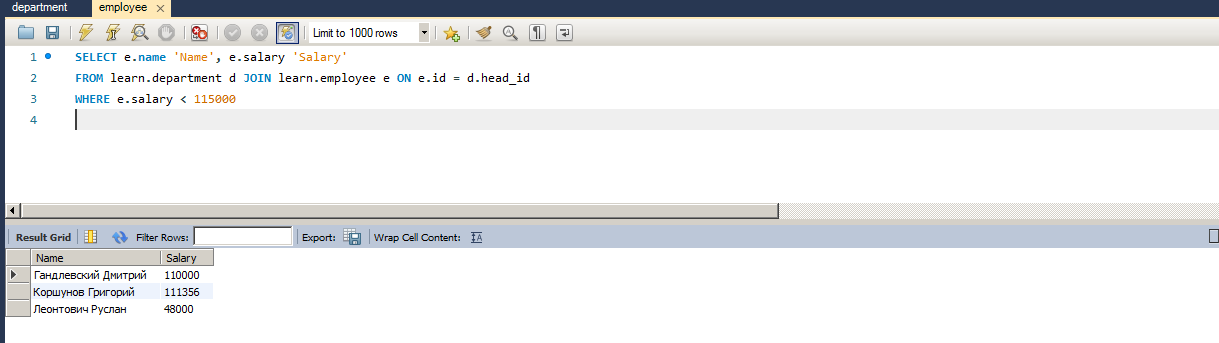 department employee
Limit to 1000 rows
1 SELECT e.name 'Name', e.salary 'Salary'
2 FROM learn.department d JOIN learn.employee e ON e.id = d.head_id
3 WHERE e.salary < 115000
4
Result Grid Filter Rows: Export: Wrap Cell Content:
Name Salary
Гандлевский Дмитрий 110000
Коршунов Григорий 111356
Леонтович Руслан 48000